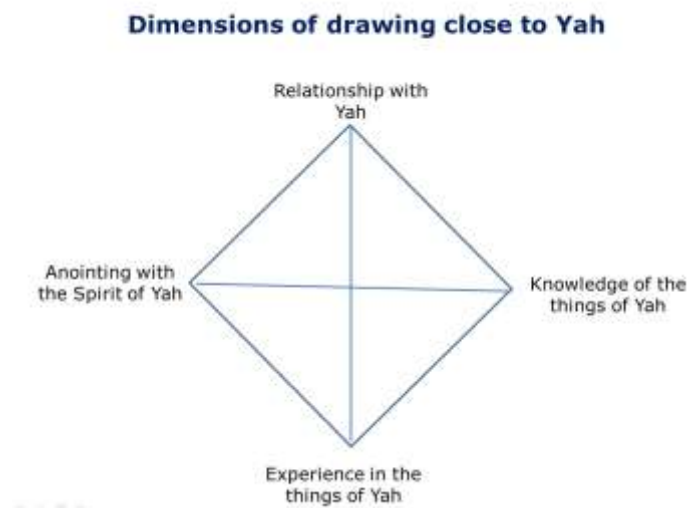 Dimensions of drawing close to Yah
Relationship with
Yah
Anointing with
the Spirit of Yah
Knowledge of the
things of Yah
Experience in the
things of Yah